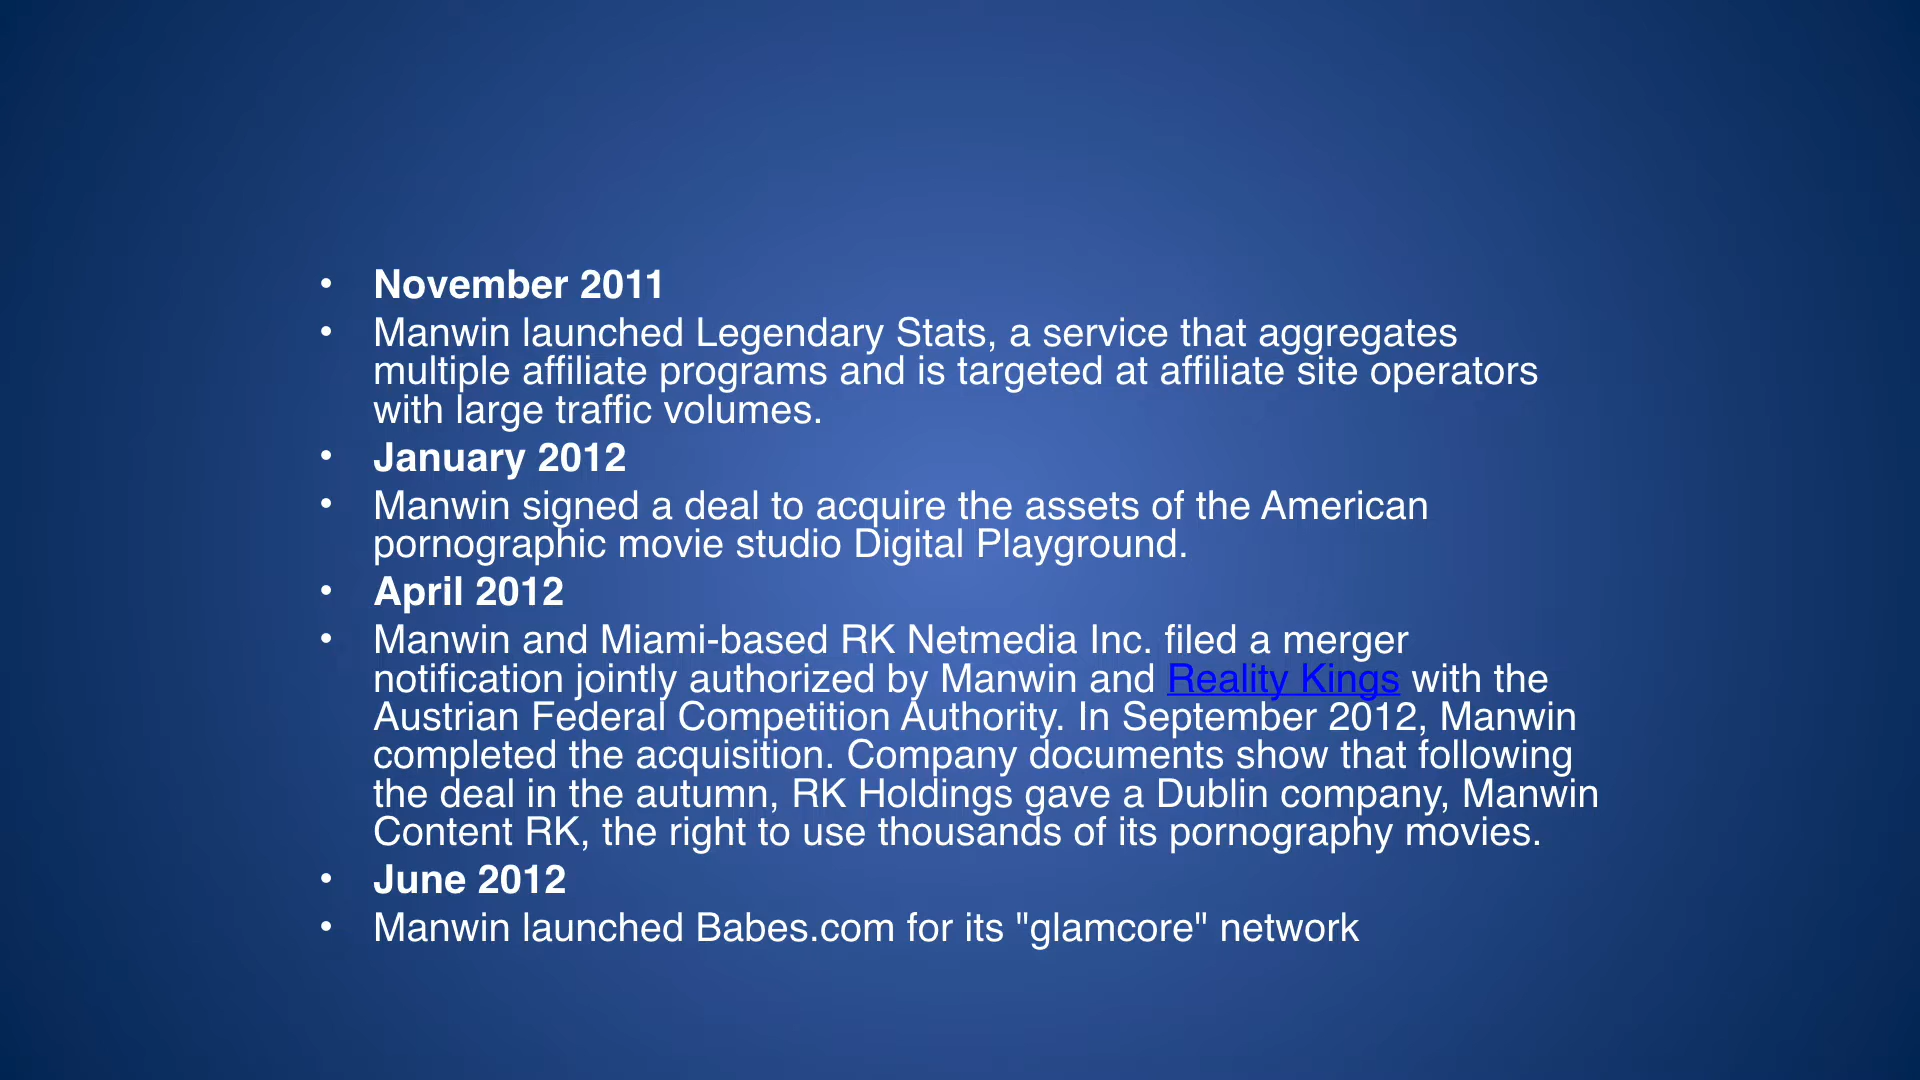 • November 2011
• Manwin launched Legendary Stats, a service that aggregates
multiple affiliate programs and is targeted at affiliate site operators
with large traffic volumes.
• January 2012
• Manwin signed a deal to acquire the assets of the American
pornographic movie studio Digital Playground.
• April 2012
• Manwin and Miami-based RK Netmedia Inc. filed a merger
notification jointly authorized by Manwin and Reality Kings with the
Austrian Federal Competition Authority. In September 2012, Manwin
completed the acquisition. Company documents show that following
the deal in the autumn, RK Holdings gave a Dublin company, Manwin
Content RK, the right to use thousands of its pornography movies.
• June 2012
• Manwin launched Babes.com for its "glamcore" network